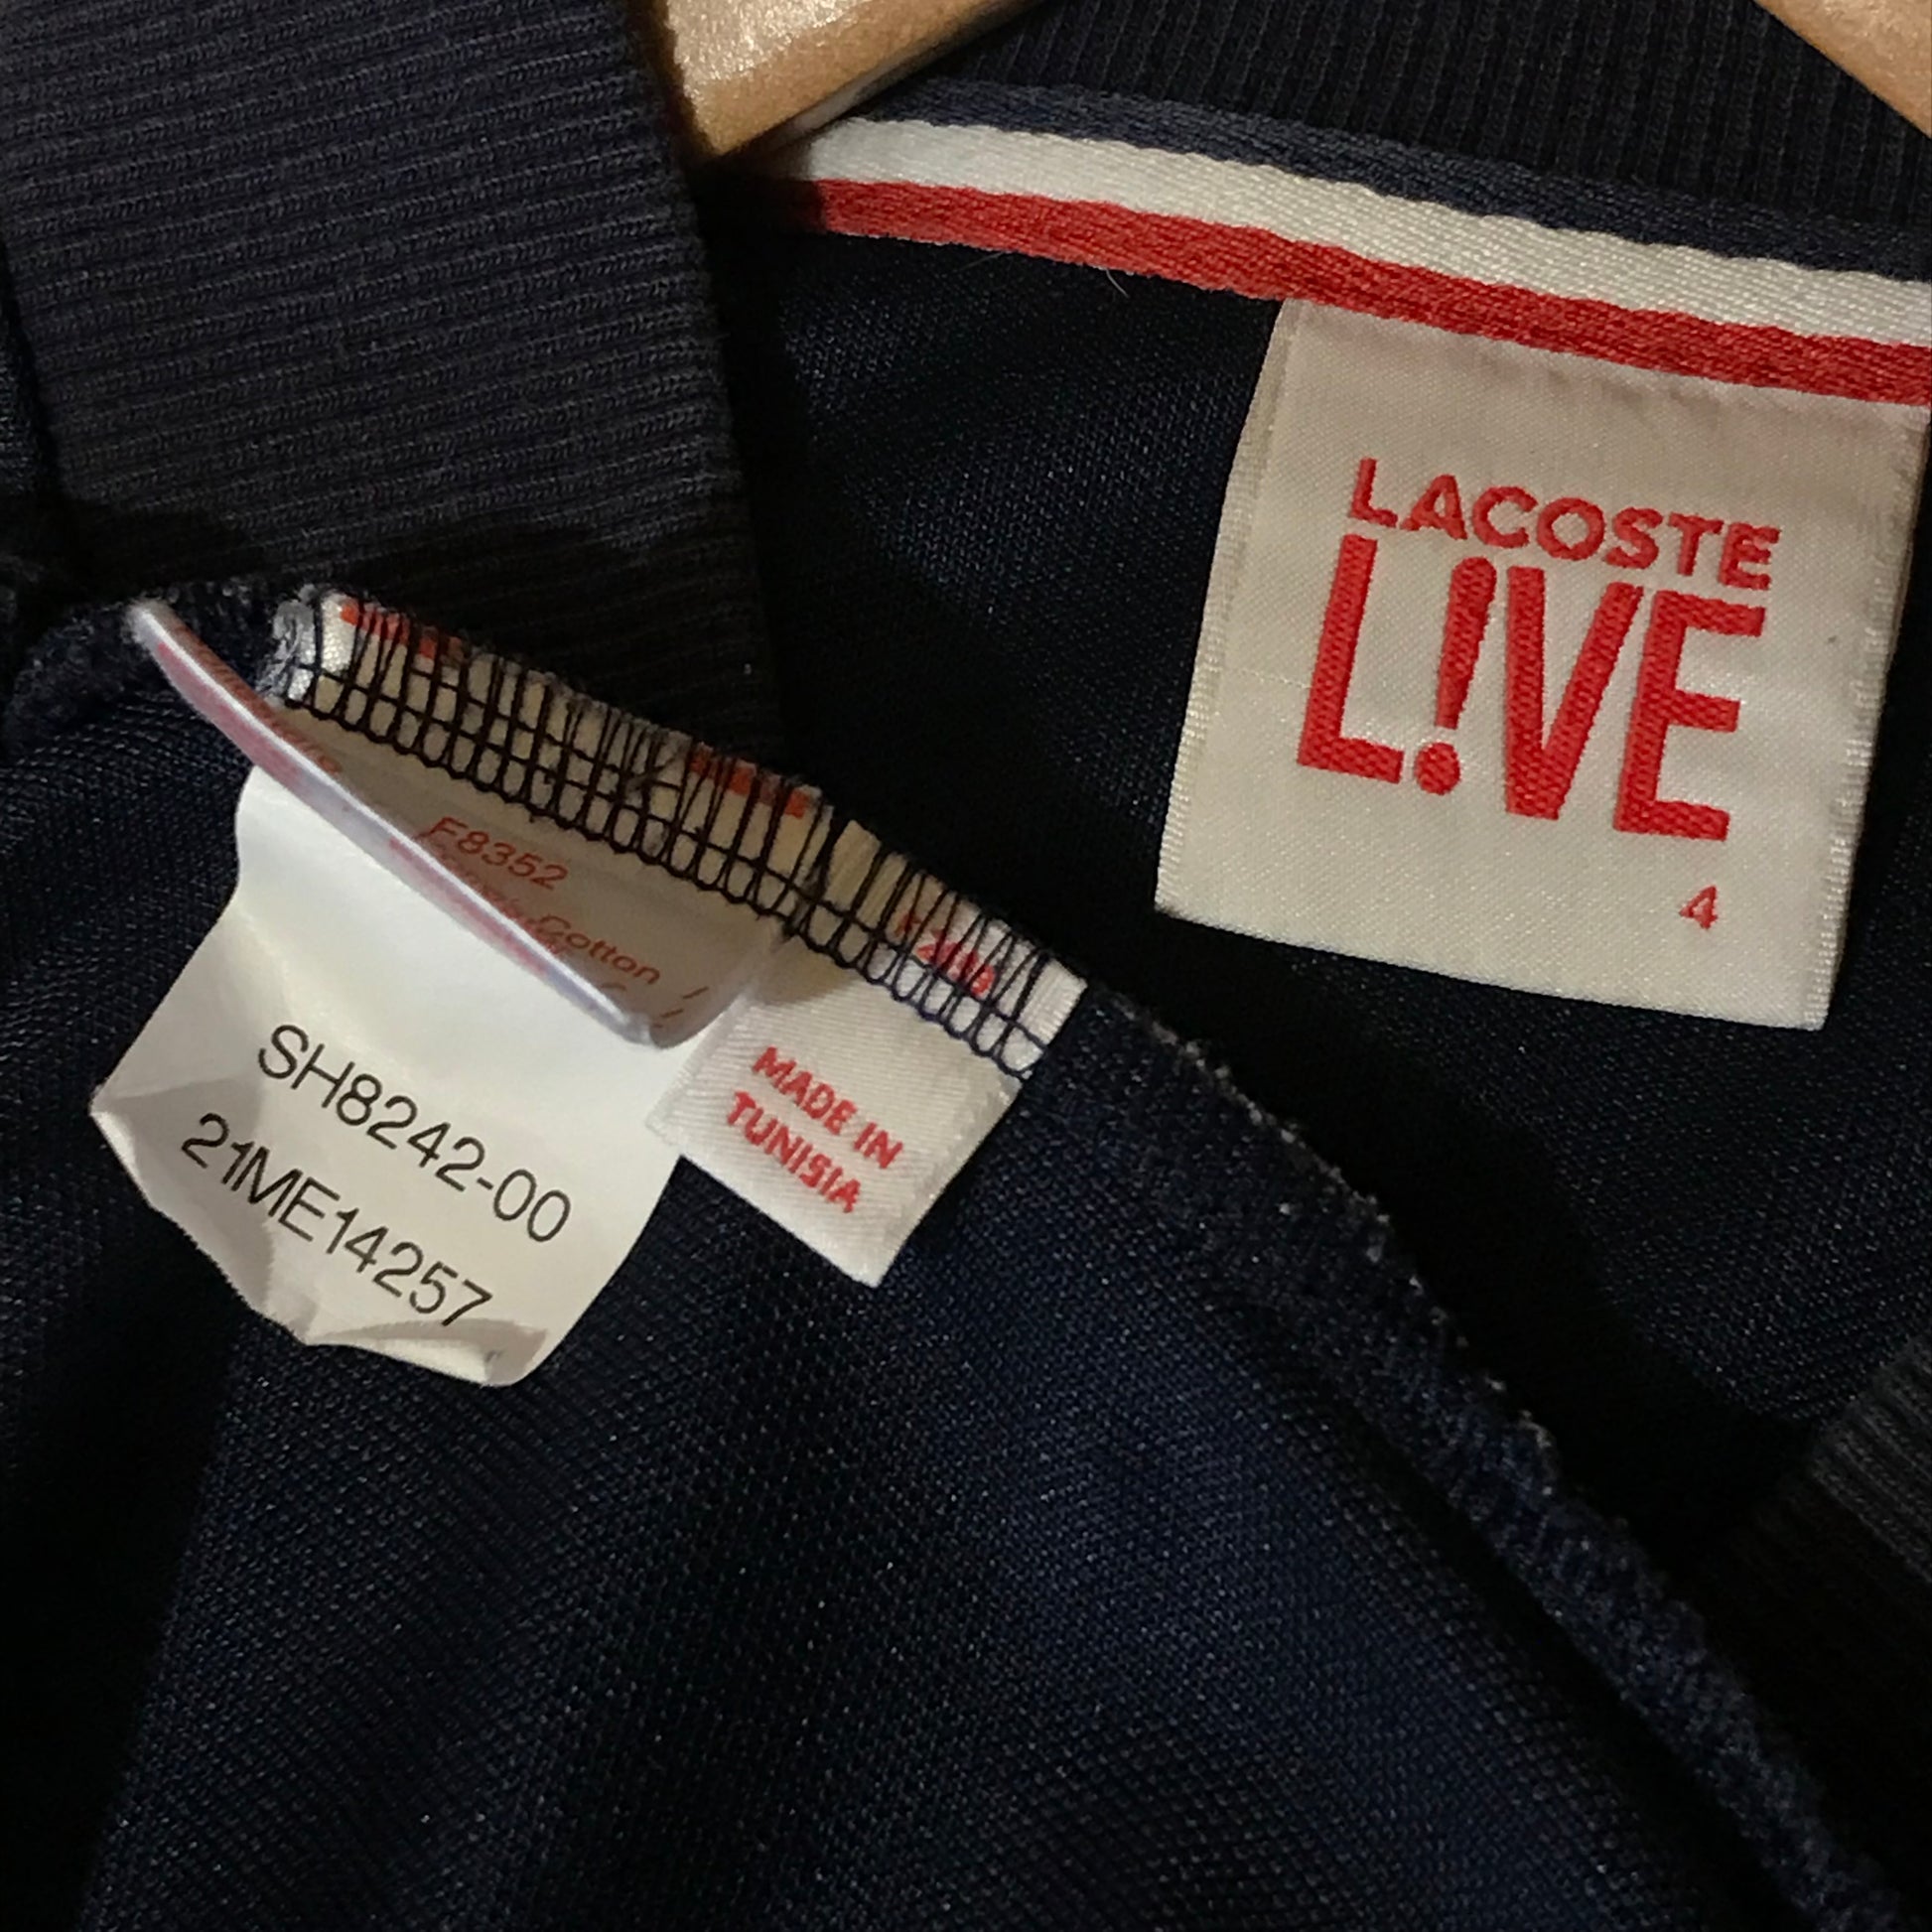 LACOSTE
L!VE
4
F8352
Cotton
SH8242-00
21ME14257
MADE IN
TUNISIA